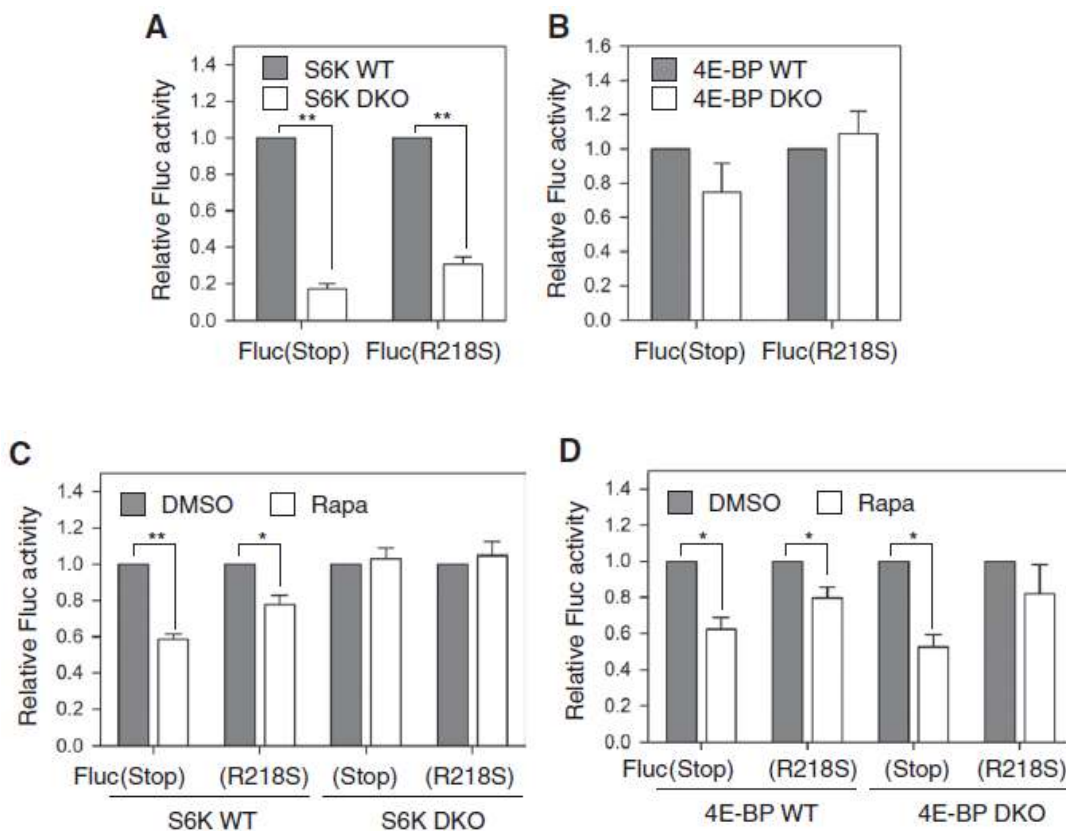 A
Relative Fluc activity
1.4
1.2
1.0
0.8
0.6
0.4
0.2
0.0
S6K WT
S6K DKO
**
**
Fluc(Stop) Fluc(R218S)
B
Relative Fluc activity
1.6
1.4
1.2
1.0
0.8
0.6
0.4
0.2
0.0
4E-BP WT
4E-BP DKO
Fluc(Stop) Fluc(R218S)
C
Relative Fluc activity
1.4
1.2
1.0
0.8
0.6
0.4
0.2
0.0
DMSO Rapa
** *
Fluc(Stop) (R218S) (Stop) (R218S)
S6K WT S6K DKO
D
Relative Fluc activity
1.4
1.2
1.0
0.8
0.6
0.4
0.2
0.0
DMSO Rapa
* * *
Fluc(Stop) (R218S) (Stop) (R218S)
4E-BP WT 4E-BP DKO